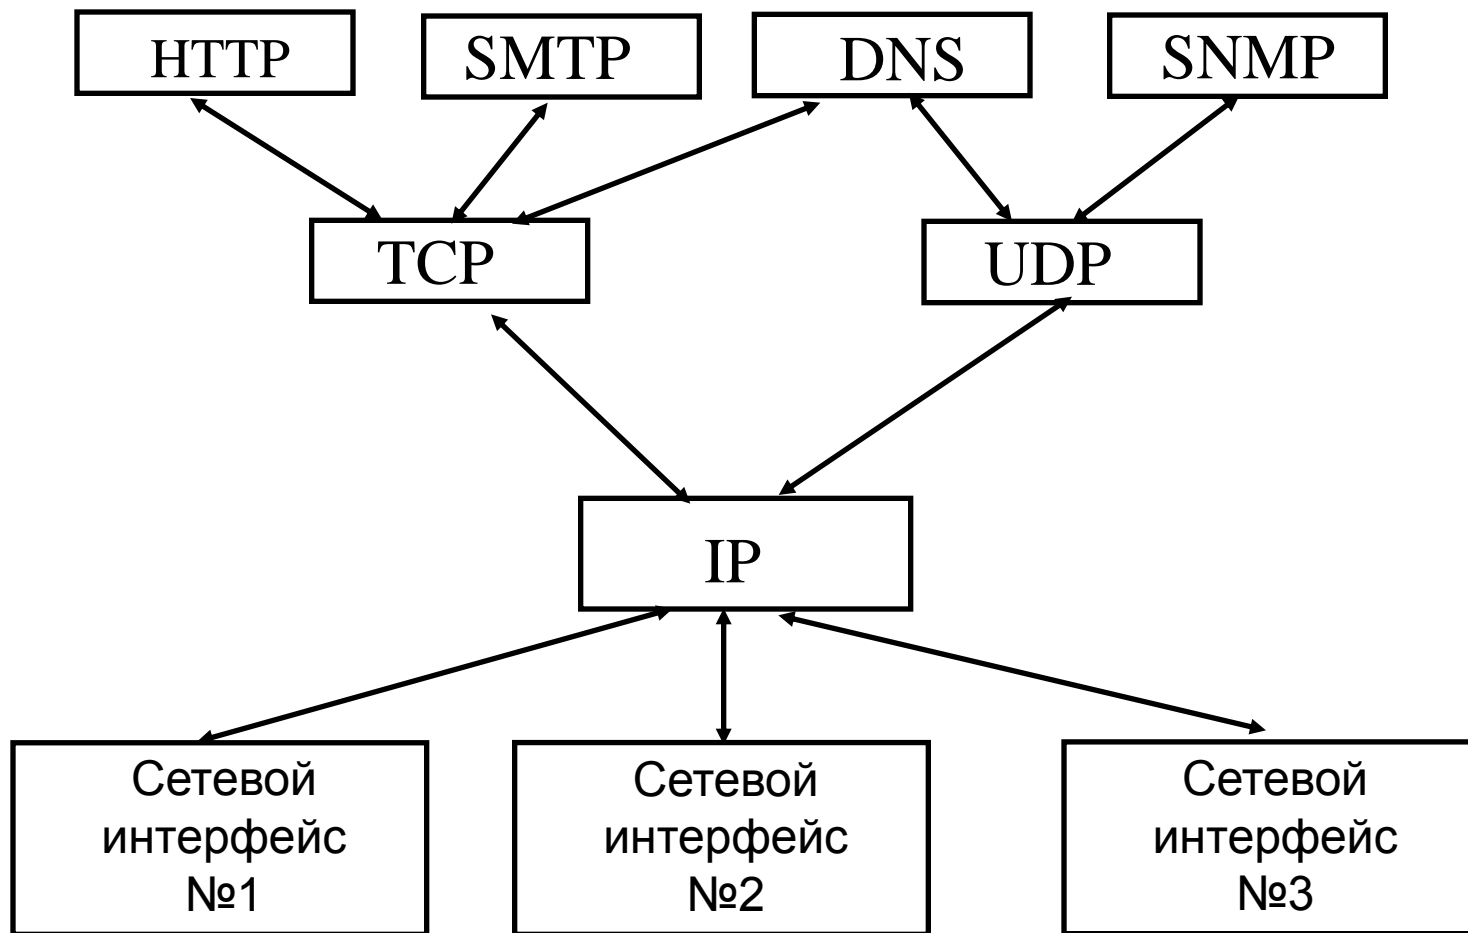 HTTP
SMTP
DNS
SNMP
TCP
UDP
IP
Сетевой
интерфейс
№1
Сетевой
интерфейс
№2
Сетевой
интерфейс
№3